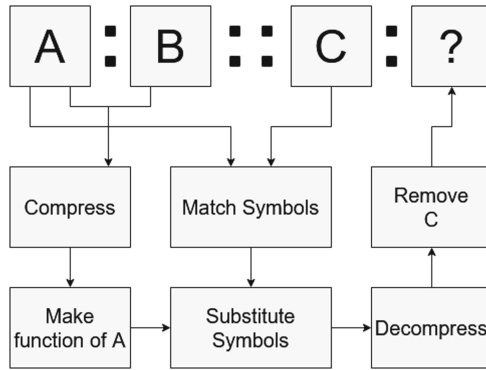 A : B :: C : ?
Compress
Match Symbols
Remove
C
Make
function of A
Substitute
Symbols
Decompress